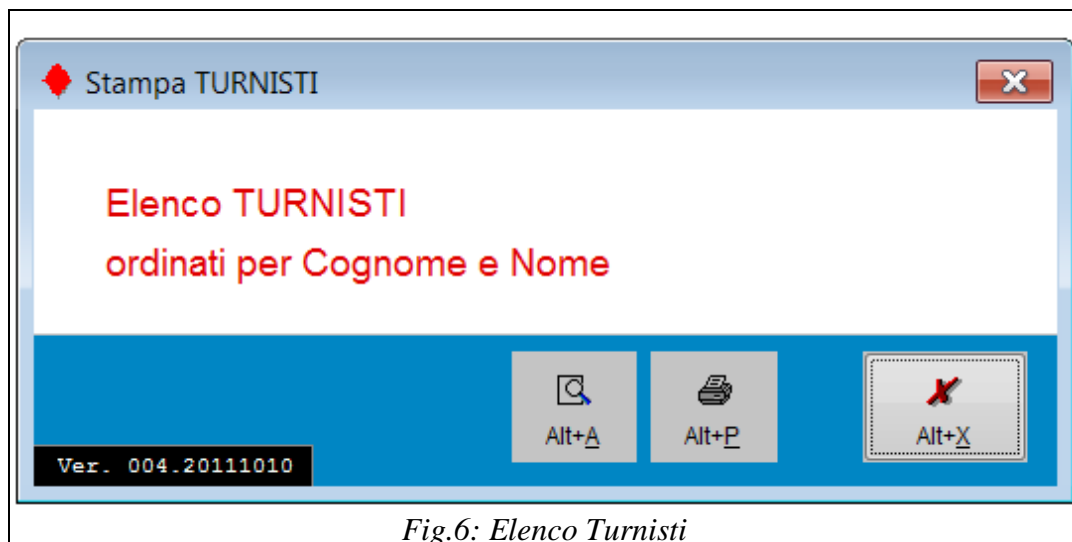 Stampa TURNISTI
Elenco TURNISTI
ordinati per Cognome e Nome
Alt+A
Alt+P
Alt+X
Ver. 004.20111010
Fig.6: Elenco Turnisti